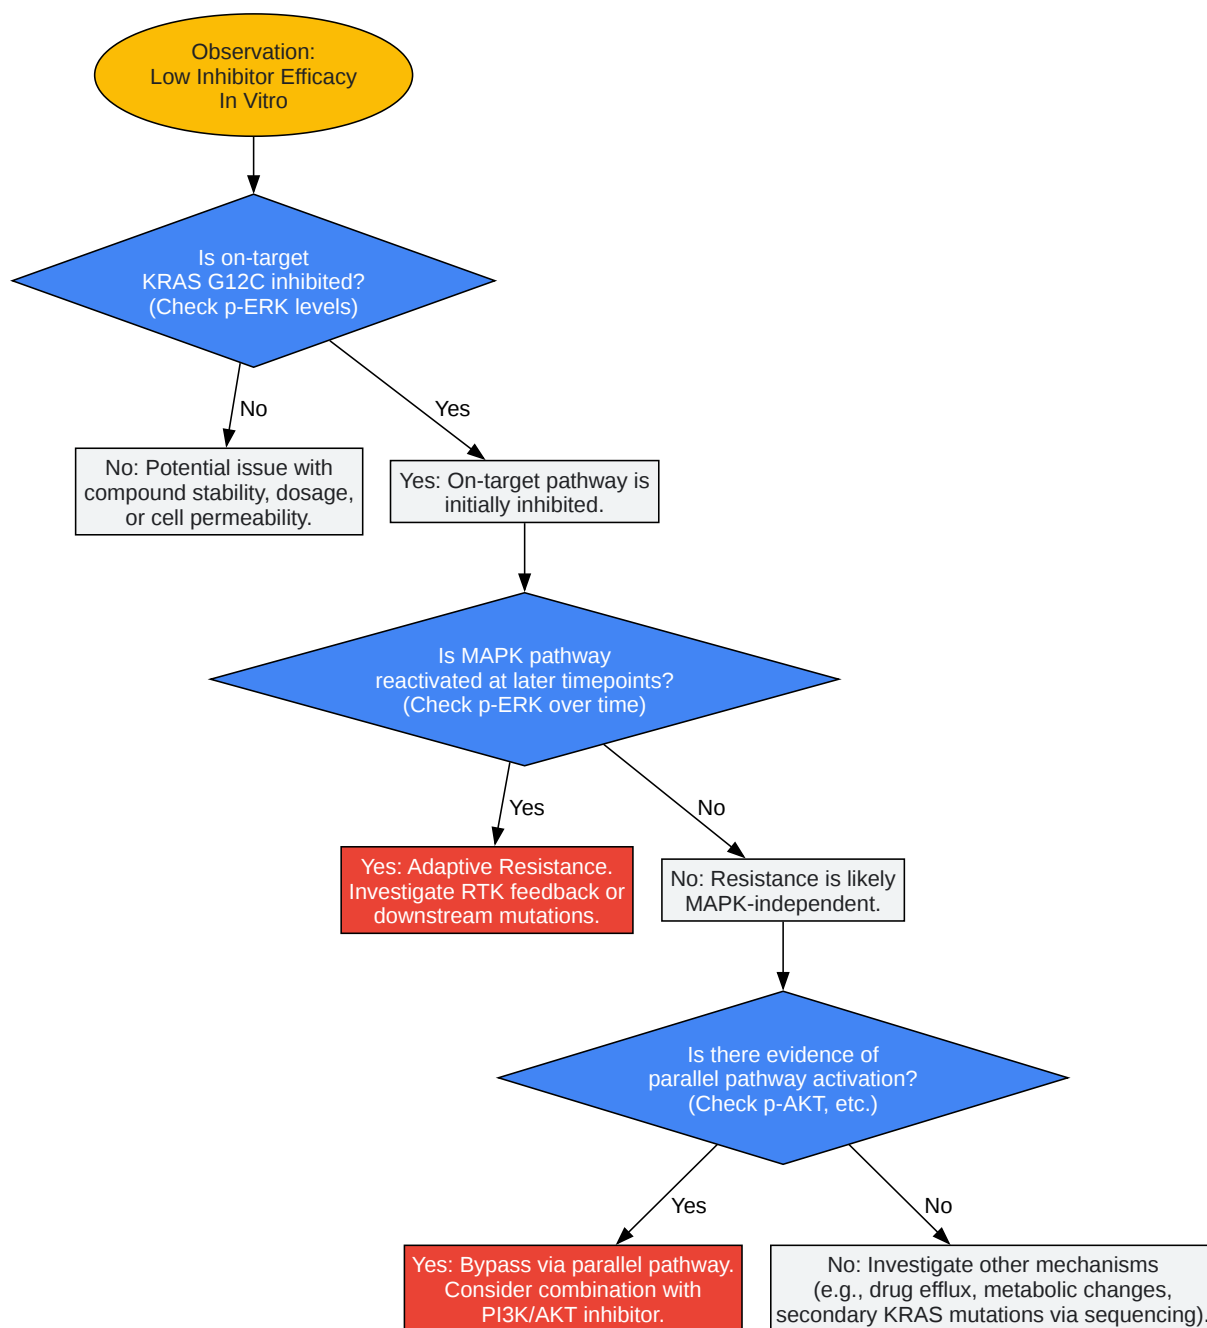 Observation:
Low Inhibitor Efficacy
In Vitro
Is on-target
KRAS G12C inhibited?
(Check p-ERK levels)
No
Yes
No: Potential issue with
compound stability, dosage,
or cell permeability.
Yes: On-target pathway is
initially inhibited.
Is MAPK pathway
reactivated at later timepoints?
(Check p-ERK over time)
Yes
No
Yes: Adaptive Resistance.
Investigate RTK feedback or
downstream mutations.
No: Resistance is likely
MAPK-independent.
Is there evidence of
parallel pathway activation?
(Check p-AKT, etc.)
Yes
No
Yes: Bypass via parallel pathway.
Consider combination with
PI3K/AKT inhibitor.
No: Investigate other mechanisms
(e.g., drug efflux, metabolic changes,
secondary KRAS mutations via sequencing).